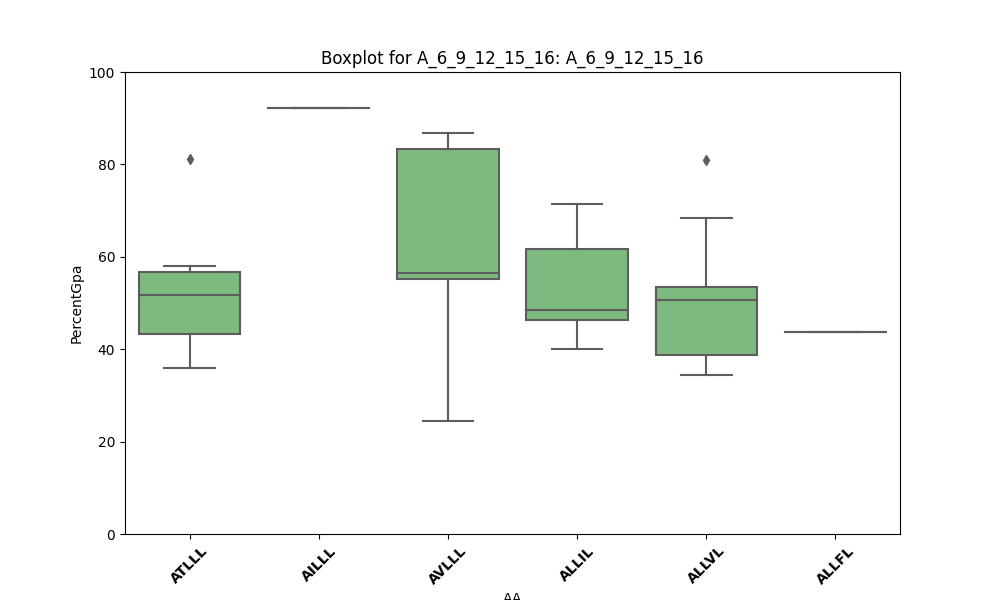 Boxplot for A_6_9_12_15_16: A_6_9_12_15_16
100
80
60
40
20
0
PercentGpa
ATLLL
AILLL
AVLLL
ALLIL
ALLVL
ALLFL
AA